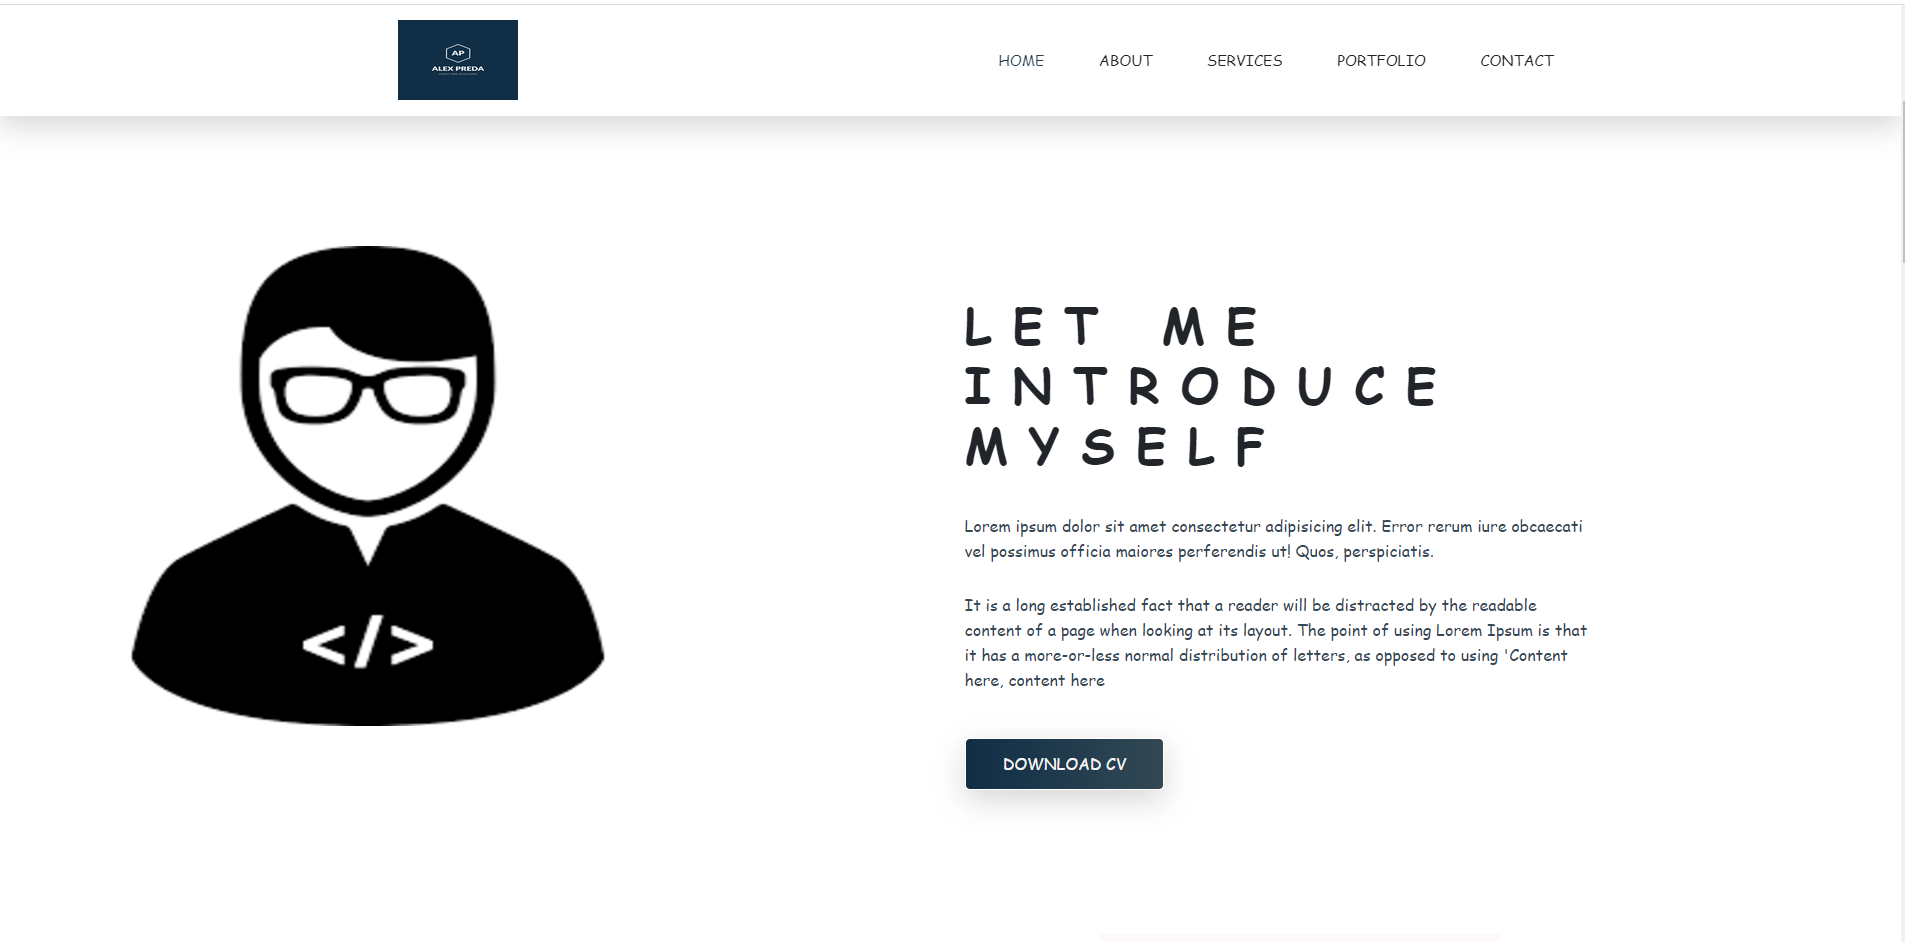 AP
ALEX PREDA
HOME ABOUT SERVICES PORTFOLIO CONTACT
LET ME
INTRODUCE
MYSELF
Lorem ipsum dolor sit amet consectetur adipisicing elit. Error rerum iure obcaecati
vel possimus officia maiores perferendis ut! Quos, perspiciatis.
It is a long established fact that a reader will be distracted by the readable
content of a page when looking at its layout. The point of using Lorem Ipsum is that
it has a more-or-less normal distribution of letters, as opposed to using 'Content
here, content here
</>
DOWNLOAD CV